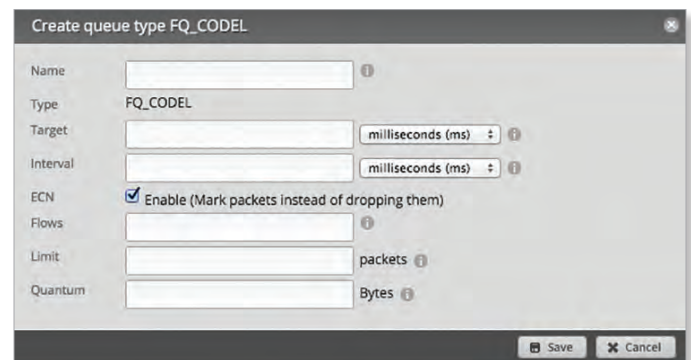 Create queue type FQ_CODEL
Name
Type FQ_CODEL
Target milliseconds (ms)
Interval milliseconds (ms)
ECN Enable (Mark packets instead of dropping them)
Flows
Limit packets
Quantum Bytes
Save Cancel